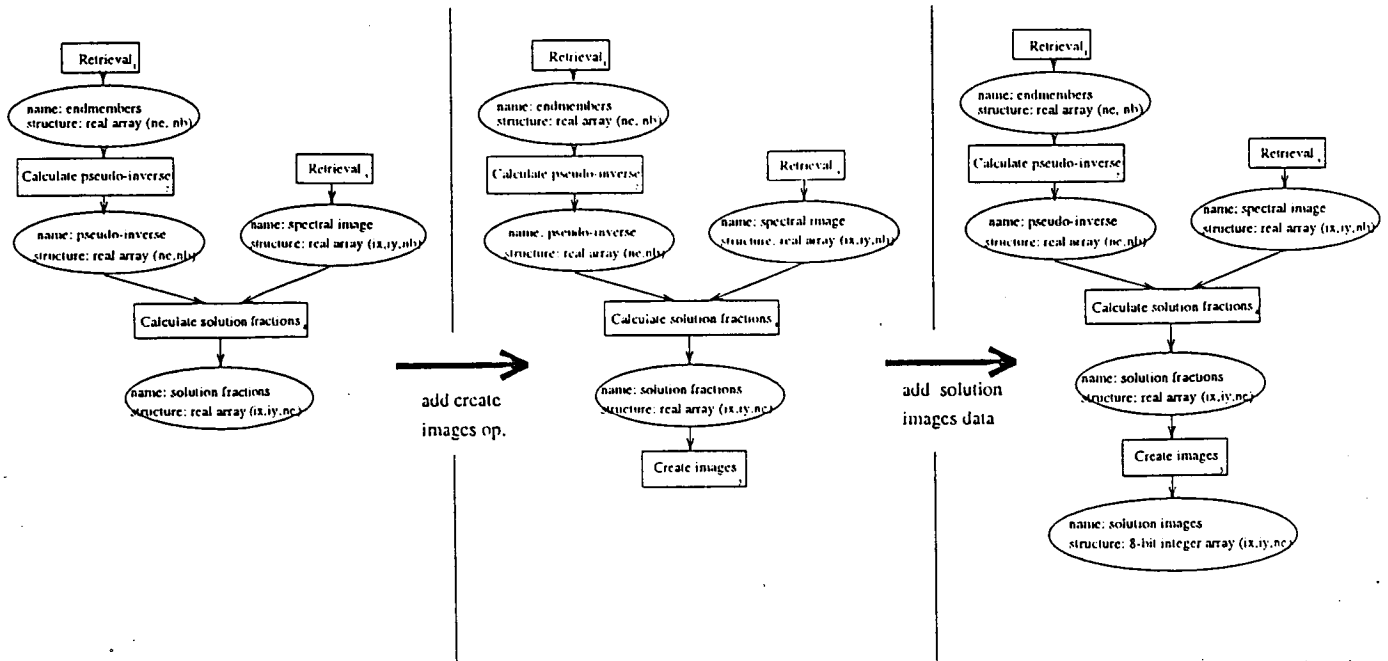 Retrieval
name: endmembers
structure: real array (ne, nb)
Calculate pseudo-inverse
Retrieval
name: pseudo-inverse
structure: real array (ne,nb)
name: spectral image
structure: real array (ix,iy,nb)
Calculate solution fractions
name: solution fractions
structure: real array (ix,iy,ne)
add create
images op.
Retrieval
name: endmembers
structure: real array (ne, nb)
Calculate pseudo-inverse
Retrieval
name: pseudo-inverse
structure: real array (ne,nb)
name: spectral image
structure: real array (ix,iy,nb)
Calculate solution fractions
name: solution fractions
structure: real array (ix,iy,ne)
Create images
add solution
images data
Retrieval
name: endmembers
structure: real array (ne, nb)
Calculate pseudo-inverse
Retrieval
name: pseudo-inverse
structure: real array (ne,nb)
name: spectral image
structure: real array (ix,iy,nb)
Calculate solution fractions
name: solution fractions
structure: real array (ix,iy,ne)
Create images
name: solution images
structure: 8-bit integer array (ix,iy,ne)